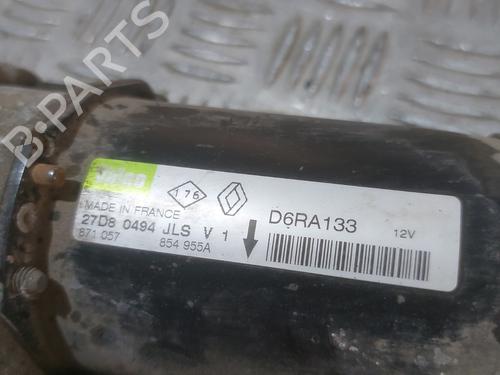 B-PARTS
Valeo
175
MADE IN FRANCE
D6RA133
12V
27D8 0494 JLS V 1
871 057
854 955A